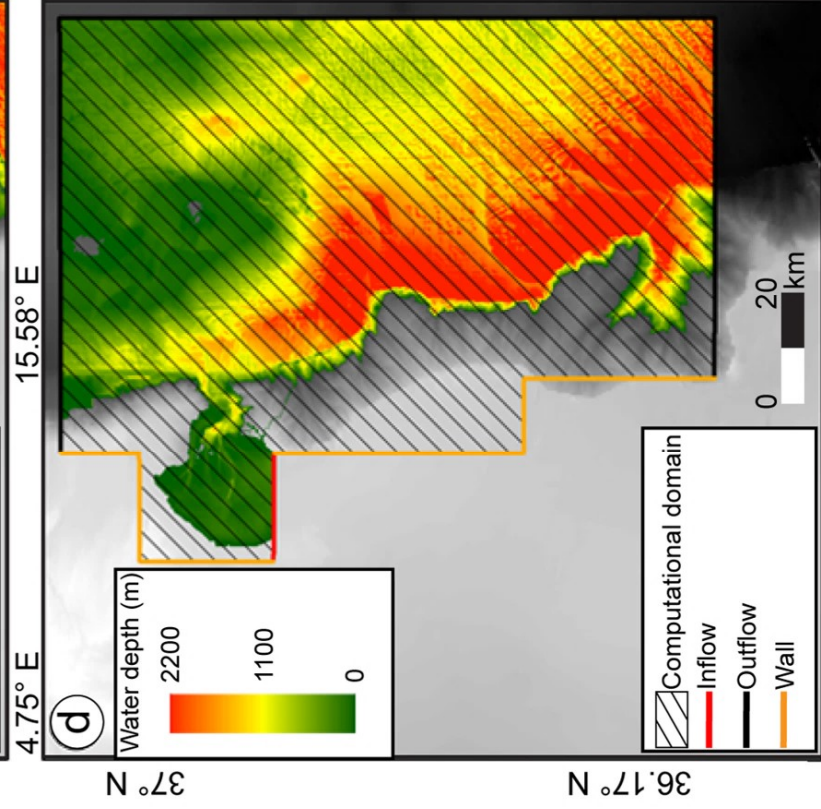 4.75° E
15.58° E
37° N
36.17° N
d
Water depth (m)
2200
1100
0
0 20
km
Computational domain
Inflow
Outflow
Wall